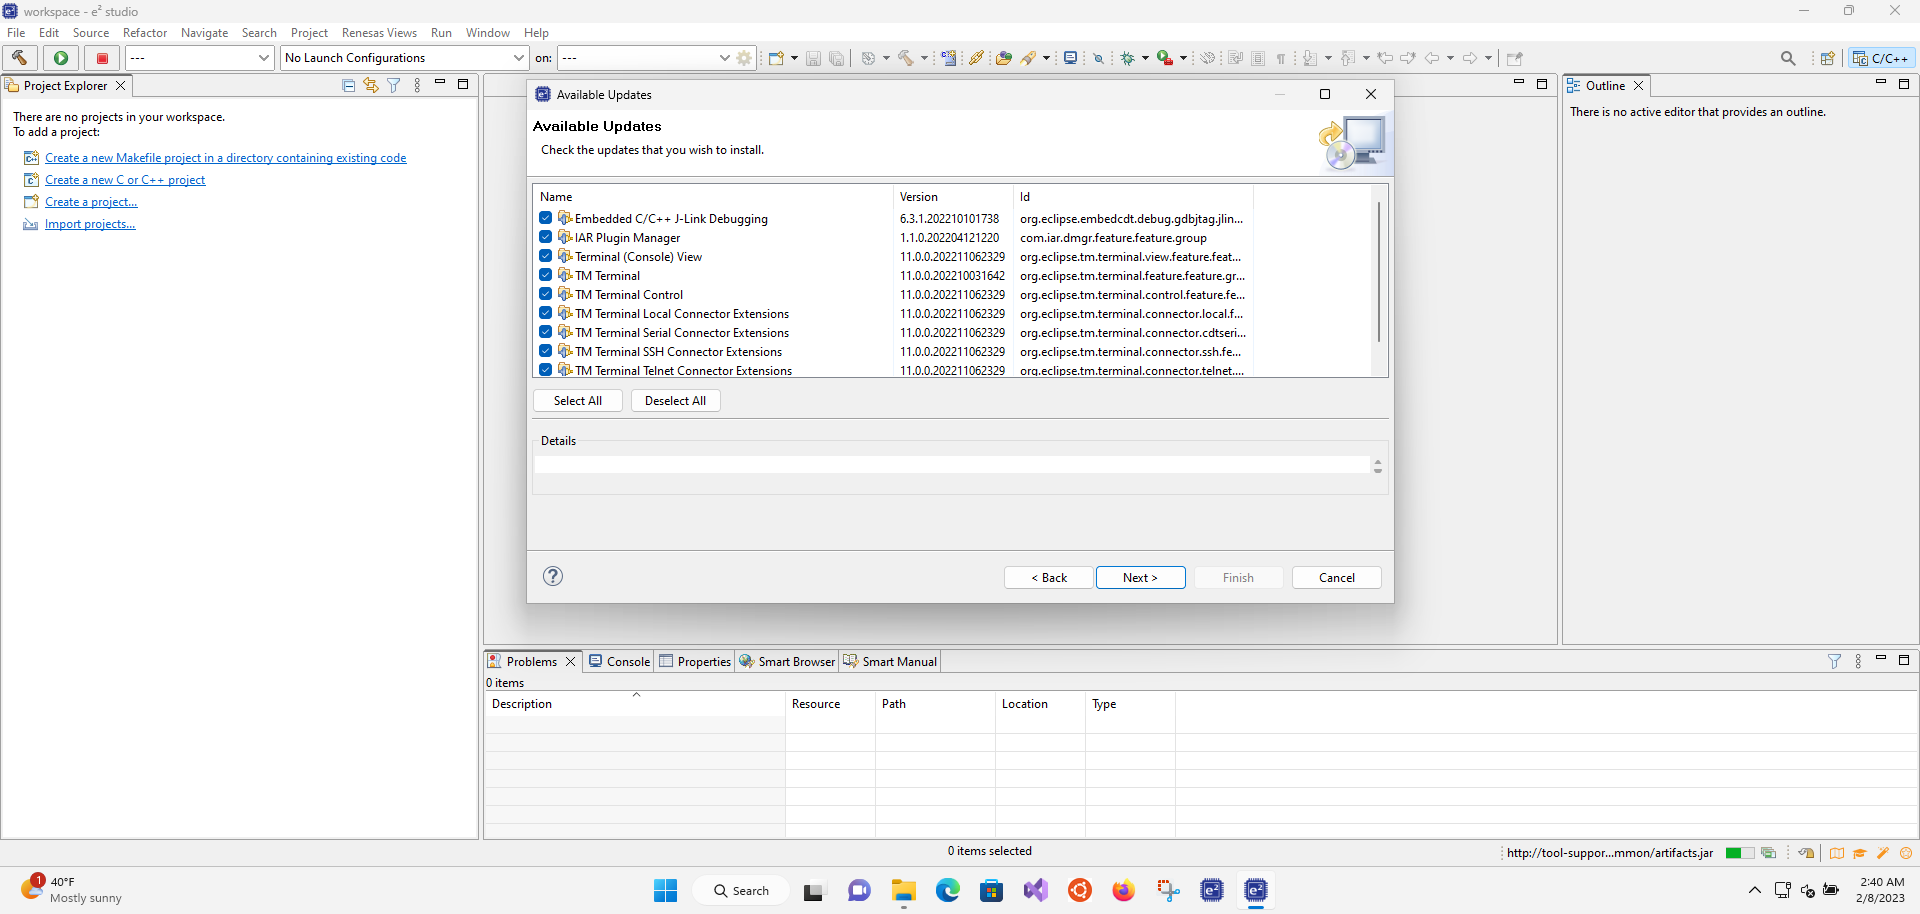 workspace - e² studio
File Edit Source Refactor Navigate Search Project Renesas Views Run Window Help
--- No Launch Configurations on: --- C/C++
Project Explorer
There are no projects in your workspace.
To add a project:
Create a new Makefile project in a directory containing existing code
Create a new C or C++ project
Create a project...
Import projects...
Available Updates
Available Updates
Check the updates that you wish to install.
Name Version Id
Embedded C/C++ J-Link Debugging 6.3.1.202210101738 org.eclipse.embedcdt.debug.gdbjtag.jlin...
IAR Plugin Manager 1.1.0.202204121220 com.iar.dmgr.feature.feature.group
Terminal (Console) View 11.0.0.202211062329 org.eclipse.tm.terminal.view.feature.feat...
TM Terminal 11.0.0.202210031642 org.eclipse.tm.terminal.feature.feature.gr...
TM Terminal Control 11.0.0.202211062329 org.eclipse.tm.terminal.control.feature.fe...
TM Terminal Local Connector Extensions 11.0.0.202211062329 org.eclipse.tm.terminal.connector.local.f...
TM Terminal Serial Connector Extensions 11.0.0.202211062329 org.eclipse.tm.terminal.connector.cdtseri...
TM Terminal SSH Connector Extensions 11.0.0.202211062329 org.eclipse.tm.terminal.connector.ssh.fe...
TM Terminal Telnet Connector Extensions 11.0.0.202211062329 org.eclipse.tm.terminal.connector.telnet....
Select All Deselect All
Details
< Back Next > Finish Cancel
Outline
There is no active editor that provides an outline.
Problems Console Properties Smart Browser Smart Manual
0 items
Description Resource Path Location Type
0 items selected
http://tool-suppor...mmon/artifacts.jar
1
40°F
Mostly sunny
Search
2:40 AM
2/8/2023